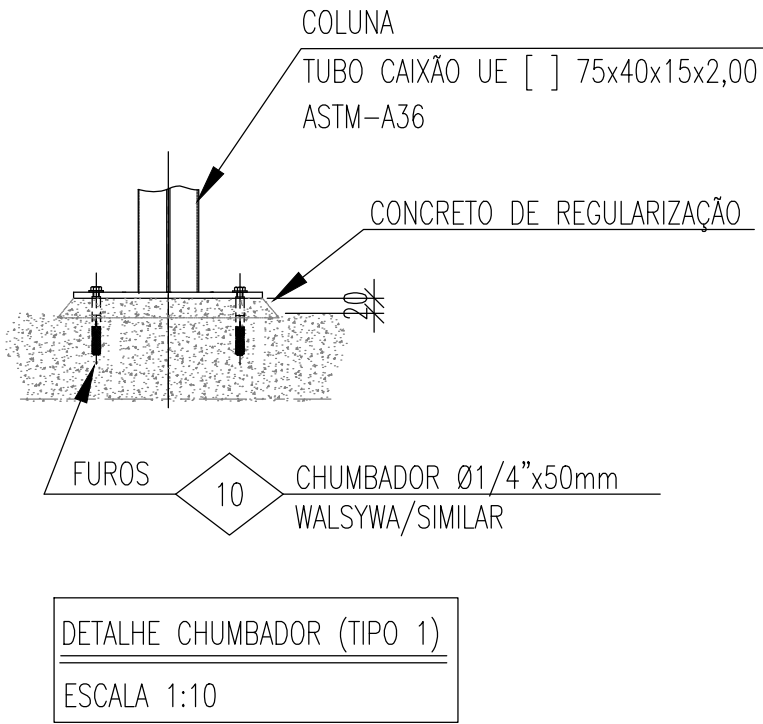 COLUNA
TUBO CAIXÃO UE [ ] 75x40x15x2,00
ASTM-A36
CONCRETO DE REGULARIZAÇÃO
20
FUROS
10
CHUMBADOR Ø1/4"x50mm
WALSYWA/SIMILAR
DETALHE CHUMBADOR (TIPO 1)
ESCALA 1:10